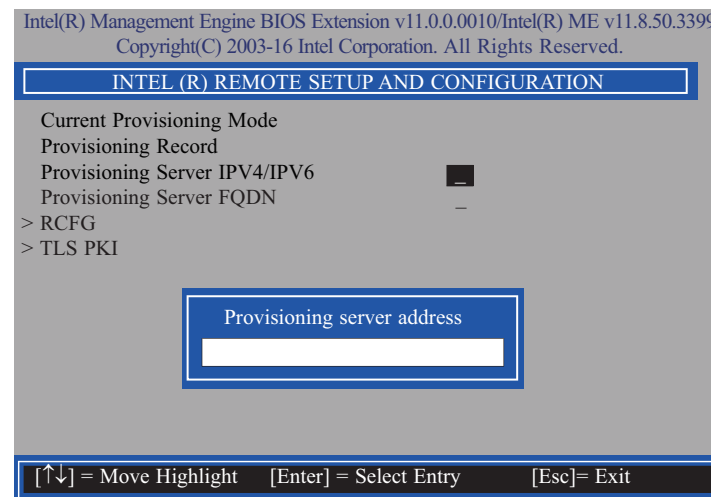 Intel(R) Management Engine BIOS Extension v11.0.0.0010/Intel(R) ME v11.8.50.3399
Copyright(C) 2003-16 Intel Corporation. All Rights Reserved.
INTEL (R) REMOTE SETUP AND CONFIGURATION
Current Provisioning Mode
Provisioning Record
Provisioning Server IPV4/IPV6 _
Provisioning Server FQDN _
> RCFG
> TLS PKI
Provisioning server address
[↑↓] = Move Highlight [Enter] = Select Entry [Esc]= Exit